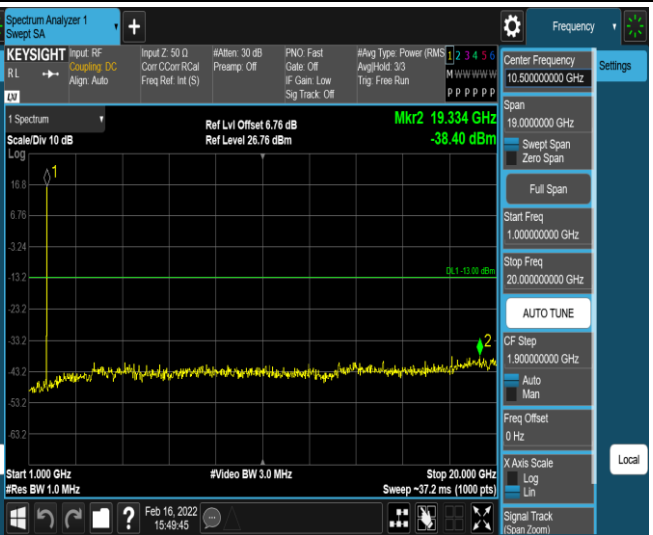 Spectrum Analyzer 1
Swept SA
+
Frequency
KEYSIGHT
RL
LXI
Input: RF
Coupling: DC
Align: Auto
Input Z: 50 Ω
Corr CCorr RCal
Freq Ref: Int (S)
#Atten: 30 dB
Preamp: Off
PNO: Fast
Gate: Off
IF Gain: Low
Sig Track: Off
#Avg Type: Power (RMS
Avg|Hold: 3/3
Trig: Free Run
1 2 3 4 5 6
M W W W W W
P P P P P P
Center Frequency
10.500000000 GHz
Settings
Span
19.0000000 GHz
Swept Span
Zero Span
Full Span
Start Freq
1.000000000 GHz
Stop Freq
20.000000000 GHz
AUTO TUNE
CF Step
1.900000000 GHz
Auto
Man
Freq Offset
0 Hz
X Axis Scale
Log
Lin
Signal Track
(Span Zoom)
Local
1 Spectrum
Scale/Div 10 dB
Log
Ref Lvl Offset 6.76 dB
Ref Level 26.76 dBm
Mkr2 19.334 GHz
-38.40 dBm
1
16.8
6.76
-3.24
-13.2
DL1 -13.00 dBm
-23.2
-33.2
2
-43.2
-53.2
-63.2
Start 1.000 GHz
#Res BW 1.0 MHz
#Video BW 3.0 MHz
Stop 20.000 GHz
Sweep ~37.2 ms (1000 pts)
?
Feb 16, 2022
15:49:45